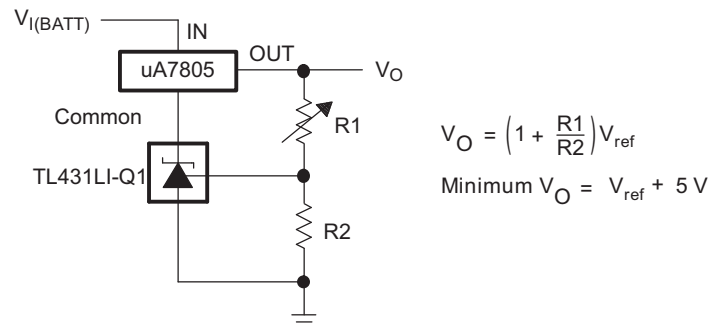 V_I(BATT)
IN
OUT
uA7805
V_O
Common
R1
TL431LI-Q1
R2
V_O = (1 + R1/R2)V_ref
Minimum V_O = V_ref + 5 V